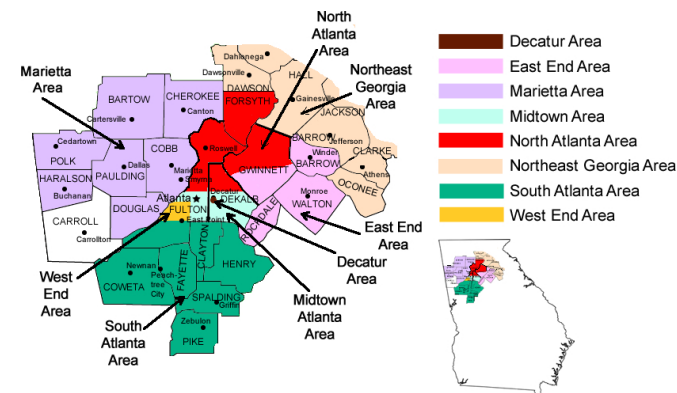 North
Atlanta
Area
Marietta
Area
Northeast
Georgia
Area
Dahlonega
Dawsonville
DAWSON
HALL
FORSYTH
Gainesville
JACKSON
BARTOW
CHEROKEE
Canton
Cartersville
BARROW
Jefferson
CLARKE
Athens
OCONEE
Cedartown
POLK
HARALSON
Buchanan
PAULDING
Dallas
COBB
Marietta
Smyrna
Roswell
GWINNETT
Winder
BARROW
Monroe
WALTON
CARROLL
Carrollton
DOUGLAS
Atlanta
FULTON
East Point
Decatur
DEKALB
ROCKDALE
CLAYTON
FAYETTE
HENRY
Newnan
Peach-
tree
City
COWETA
SPALDING
Griffin
Zebulon
PIKE
East End
Area
Decatur
Area
Midtown
Atlanta
Area
West
End
Area
South
Atlanta
Area
Decatur Area
East End Area
Marietta Area
Midtown Area
North Atlanta Area
Northeast Georgia Area
South Atlanta Area
West End Area